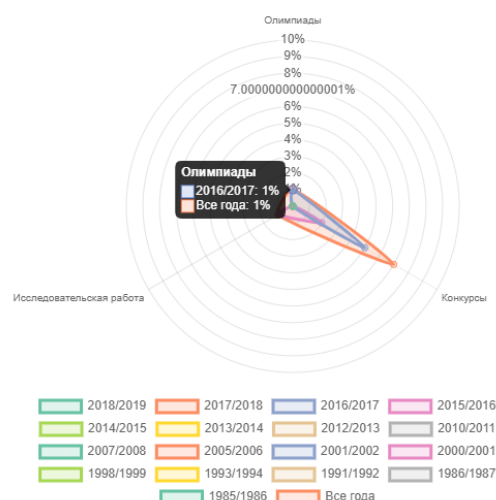 Олимпиады
10%
9%
8%
7.000000000000001%
6%
5%
4%
3%
2%
Олимпиады
2016/2017: 1%
Все года: 1%
Исследовательская работа
Конкурсы
2018/2019 2017/2018 2016/2017 2015/2016
2014/2015 2013/2014 2012/2013 2010/2011
2007/2008 2005/2006 2001/2002 2000/2001
1998/1999 1993/1994 1991/1992 1986/1987
1985/1986 Все года